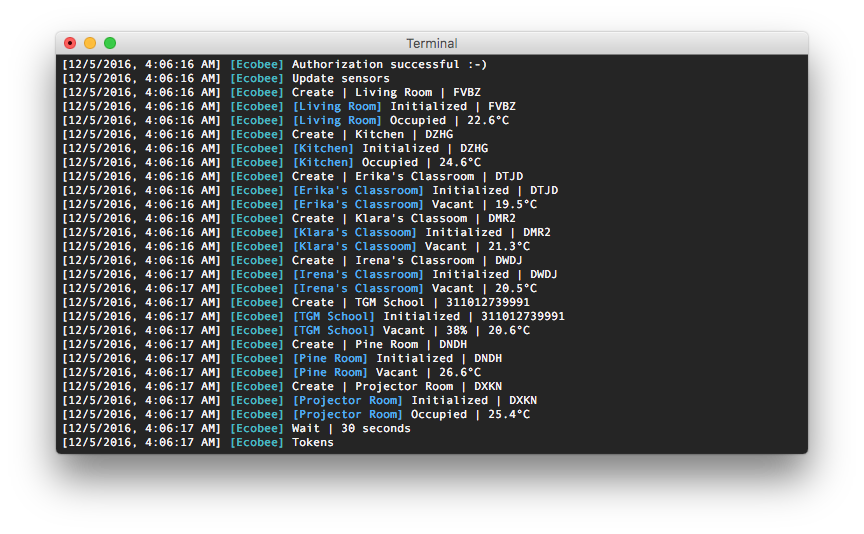 Terminal
[12/5/2016, 4:06:16 AM] [Ecobee] Authorization successful :-)
[12/5/2016, 4:06:16 AM] [Ecobee] Update sensors
[12/5/2016, 4:06:16 AM] [Ecobee] Create | Living Room | FVBZ
[12/5/2016, 4:06:16 AM] [Ecobee] [Living Room] Initialized | FVBZ
[12/5/2016, 4:06:16 AM] [Ecobee] [Living Room] Occupied | 22.6°C
[12/5/2016, 4:06:16 AM] [Ecobee] Create | Kitchen | DZHG
[12/5/2016, 4:06:16 AM] [Ecobee] [Kitchen] Initialized | DZHG
[12/5/2016, 4:06:16 AM] [Ecobee] [Kitchen] Occupied | 24.6°C
[12/5/2016, 4:06:16 AM] [Ecobee] Create | Erika's Classroom | DTJD
[12/5/2016, 4:06:16 AM] [Ecobee] [Erika's Classroom] Initialized | DTJD
[12/5/2016, 4:06:16 AM] [Ecobee] [Erika's Classroom] Vacant | 19.5°C
[12/5/2016, 4:06:16 AM] [Ecobee] Create | Klara's Classoom | DMR2
[12/5/2016, 4:06:16 AM] [Ecobee] [Klara's Classoom] Initialized | DMR2
[12/5/2016, 4:06:16 AM] [Ecobee] [Klara's Classoom] Vacant | 21.3°C
[12/5/2016, 4:06:16 AM] [Ecobee] Create | Irena's Classroom | DWDJ
[12/5/2016, 4:06:17 AM] [Ecobee] [Irena's Classroom] Initialized | DWDJ
[12/5/2016, 4:06:17 AM] [Ecobee] [Irena's Classroom] Vacant | 20.5°C
[12/5/2016, 4:06:17 AM] [Ecobee] Create | TGM School | 311012739991
[12/5/2016, 4:06:17 AM] [Ecobee] [TGM School] Initialized | 311012739991
[12/5/2016, 4:06:17 AM] [Ecobee] [TGM School] Vacant | 38% | 20.6°C
[12/5/2016, 4:06:17 AM] [Ecobee] Create | Pine Room | DNDH
[12/5/2016, 4:06:17 AM] [Ecobee] [Pine Room] Initialized | DNDH
[12/5/2016, 4:06:17 AM] [Ecobee] [Pine Room] Vacant | 26.6°C
[12/5/2016, 4:06:17 AM] [Ecobee] Create | Projector Room | DXKN
[12/5/2016, 4:06:17 AM] [Ecobee] [Projector Room] Initialized | DXKN
[12/5/2016, 4:06:17 AM] [Ecobee] [Projector Room] Occupied | 25.4°C
[12/5/2016, 4:06:17 AM] [Ecobee] Wait | 30 seconds
[12/5/2016, 4:06:17 AM] [Ecobee] Tokens